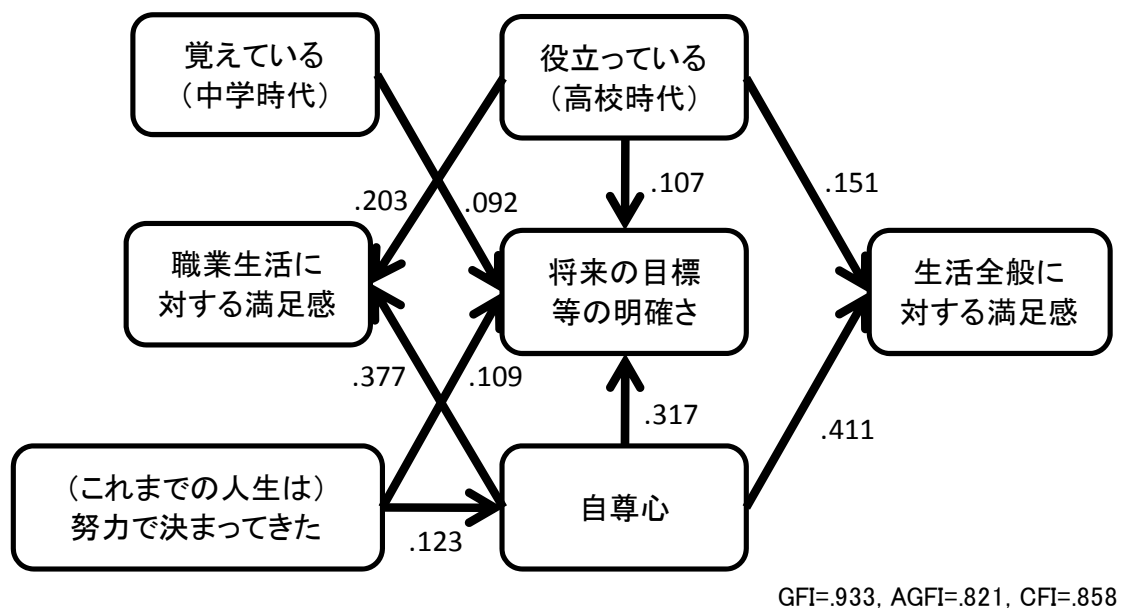 覚えている
（中学時代）
役立っている
（高校時代）
.203
.092
.107
.151
職業生活に
対する満足感
将来の目標
等の明確さ
生活全般に
対する満足感
.377
.109
.317
.411
（これまでの人生は）
努力で決まってきた
.123
自尊心
GFI=.933, AGFI=.821, CFI=.858